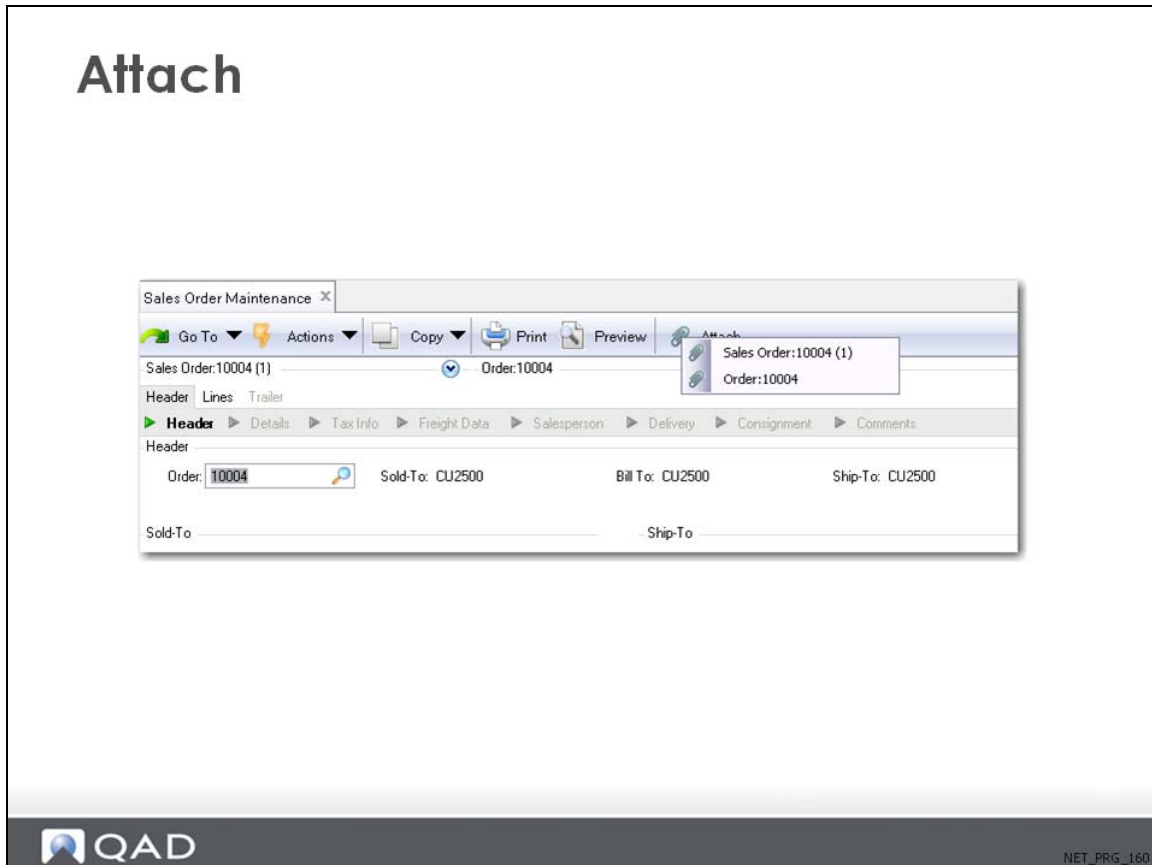 Attach
Sales Order Maintenance X
Go To Actions Copy Print Preview Attach
Sales Order:10004 (1)
Order:10004
Sales Order:10004 (1) Order:10004
Header Lines Trailer
Header Details Tax Info Freight Data Salesperson Delivery Consignment Comments
Header
Order: 10004 Sold-To: CU2500 Bill To: CU2500 Ship-To: CU2500
Sold-To Ship-To
QAD
NET_PRG_160